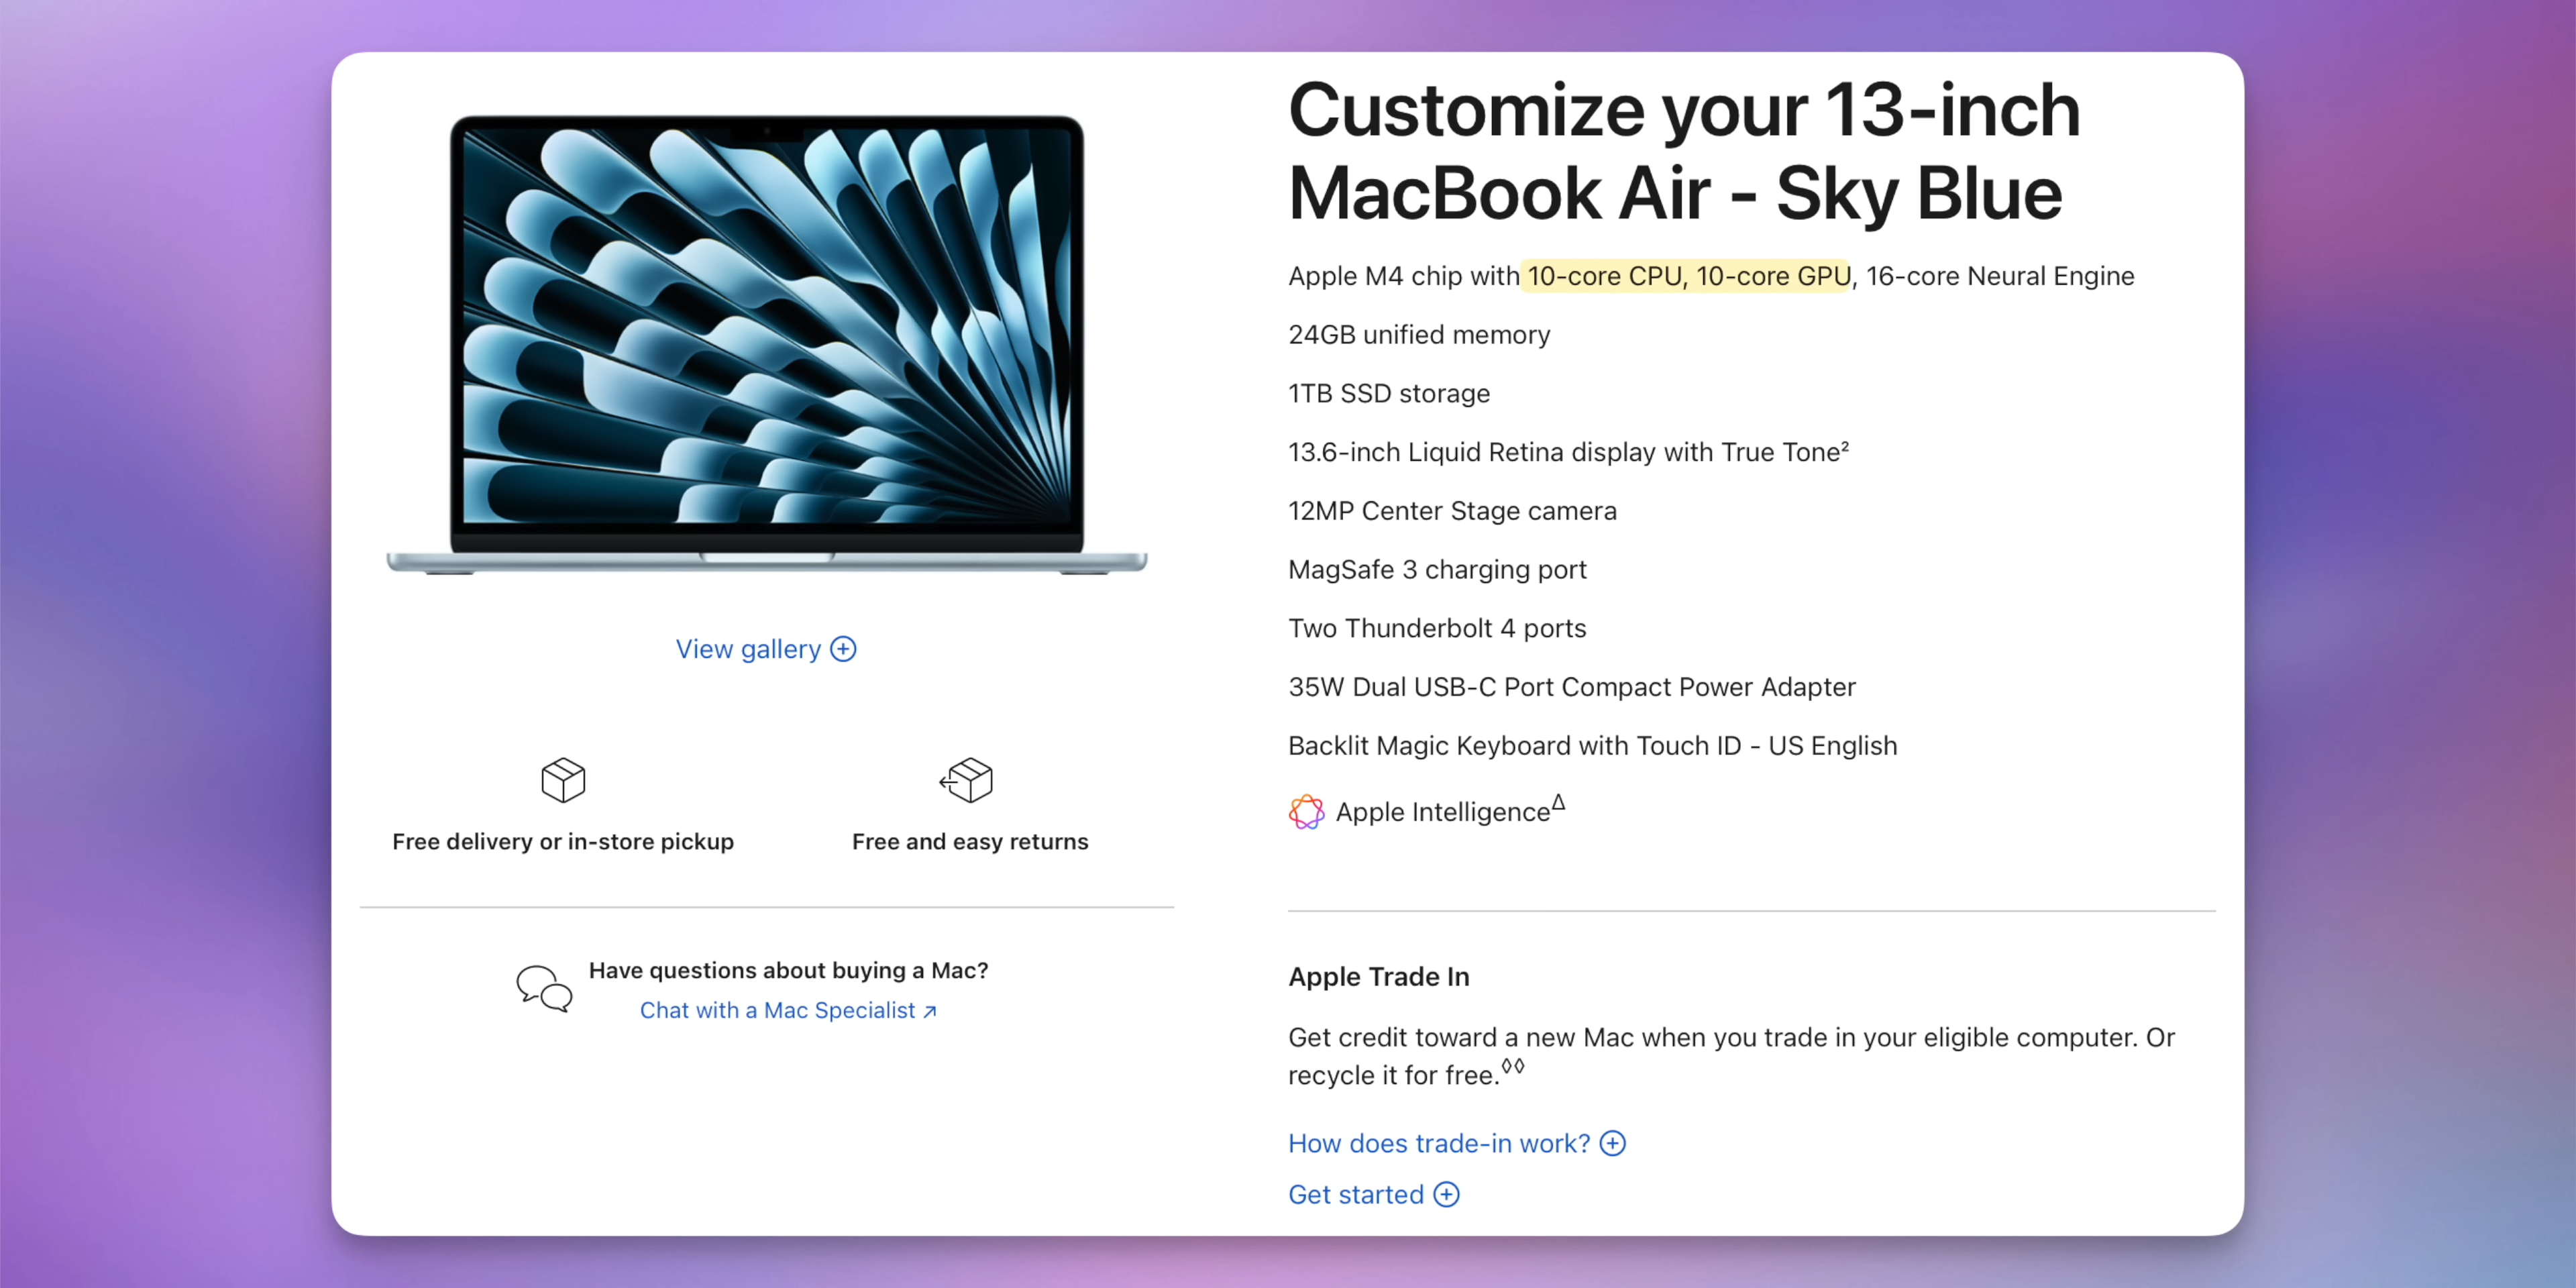 Customize your 13-inch
MacBook Air - Sky Blue
Apple M4 chip with 10-core CPU, 10-core GPU, 16-core Neural Engine
24GB unified memory
1TB SSD storage
13.6-inch Liquid Retina display with True Tone²
12MP Center Stage camera
MagSafe 3 charging port
Two Thunderbolt 4 ports
35W Dual USB-C Port Compact Power Adapter
Backlit Magic Keyboard with Touch ID - US English
Apple Intelligence^Δ
View gallery
Free delivery or in-store pickup
Free and easy returns
Have questions about buying a Mac?
Chat with a Mac Specialist ↗
Apple Trade In
Get credit toward a new Mac when you trade in your eligible computer. Or
recycle it for free.◊◊
How does trade-in work?
Get started